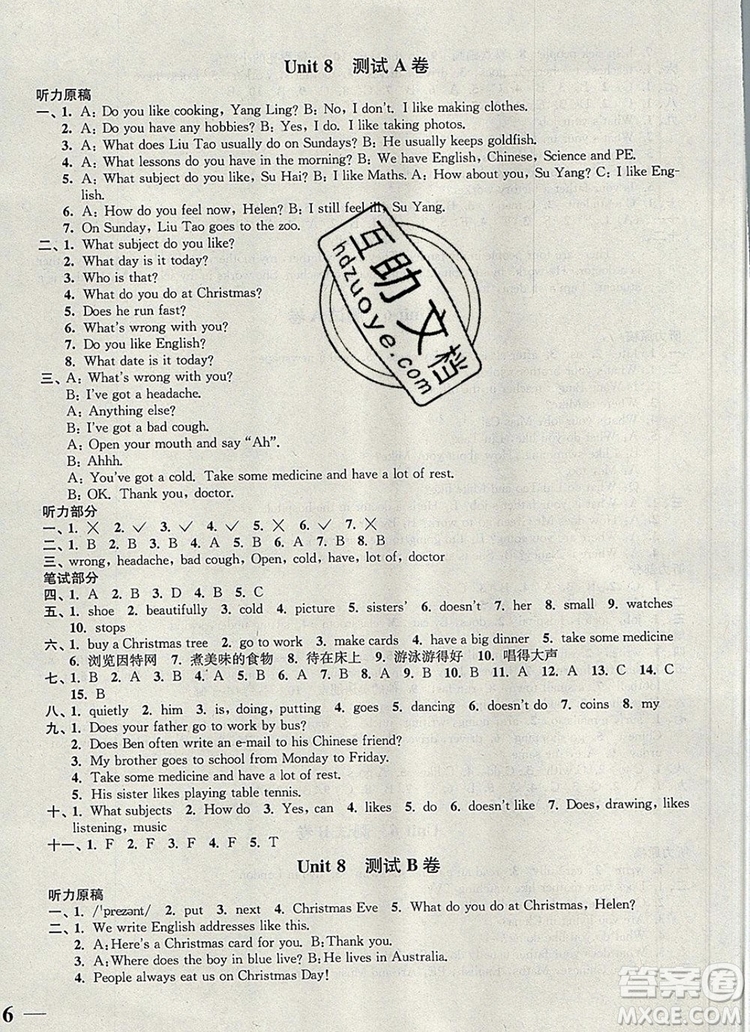 Unit 8 测试 A 卷
听力原稿
一、1. A: Do you like cooking, Yang Ling? B: No, I don't. I like making clothes.
2. A: Do you have any hobbies? B: Yes, I do. I like taking photos.
3. A: What does Liu Tao usually do on Sundays? B: He usually keeps goldfish.
4. A: What lessons do you have in the morning? B: We have English, Chinese, Science and PE.
5. A: What subject do you like, Su Hai? B: I like Maths. A: How about you, Su Yang? C: I like Eng-
lish.
6. A: How do you feel now, Helen? B: I still feel ill, Su Yang.
7. On Sunday, Liu Tao goes to the zoo.
二、1. What subject do you like?
2. What day is it today?
3. Who is that?
4. What do you do at Christmas?
5. Does he run fast?
6. What's wrong with you?
7. Do you like English?
8. What date is it today?
三、A: What's wrong with you?
B: I've got a headache.
A: Anything else?
B: I've got a bad cough.
A: Open your mouth and say "Ah".
B: Ahhh.
A: You've got a cold. Take some medicine and have a lot of rest.
B: OK. Thank you, doctor.
听力部分
一、1. × 2. ✓ 3. ✓ 4. × 5. ✓ 6. ✓ 7. ×
二、1. B 2. B 3. A 4. B 5. A 6. A 7. B 8. B
三、wrong, headache, bad cough, Open, cold, have, lot of, doctor
笔试部分
四、1. A 2. B 3. D 4. B 5. A
五、1. shoe 2. beautifully 3. cold 4. picture 5. sisters' 6. doesn't 7. her 8. small 9. watches
10. stops
六、1. buy a Christmas tree 2. go to work 3. make cards 4. have a big dinner 5. take some medicine
6. 浏览因特网 7. 煮美味的食物 8. 待在床上 9. 游泳游得好 10. 唱得大声
七、1. B 2. C 3. A 4. C 5. C 6. B 7. A 8. C 9. B 10. C 11. A 12. A 13. C 14. C
15. B
八、1. quietly 2. him 3. doing, putting 4. goes 5. dancing 6. doesn't do 7. coins 8. my
九、1. Does your father go to work by bus?
2. Does Ben often write an e-mail to his Chinese friend?
3. My brother goes to school from Monday to Friday.
4. Take some medicine and have a lot of rest.
5. His sister likes playing table tennis.
十、1. What subjects 2. How do 3. Yes, can 4. likes 5. do 6. doesn't like 7. Does, drawing, likes
listening, music
十一、1. F 2. F 3. F 4. F 5. T
Unit 8 测试 B 卷
听力原稿
一、1. /ˈprezənt/ 2. put 3. next 4. Christmas Eve 5. What do you do at Christmas, Helen?
二、1. We write English addresses like this.
2. A: Here's a Christmas card for you. B: Thank you.
3. A: Where does the boy in blue live? B: He lives in Australia.
4. People always eat us on Christmas Day!
6
互助文档
hdzuoye.com
答案圈
MXQE.COM